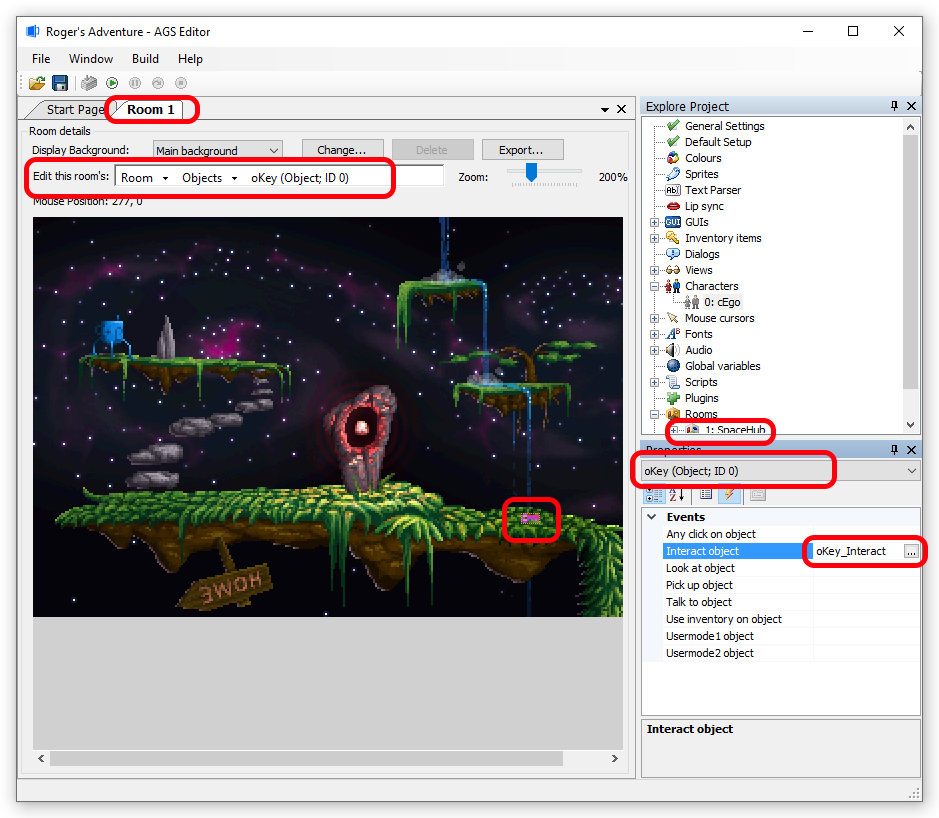 Roger's Adventure - AGS Editor
File Window Build Help
Start Page Room 1
Room details
Display Background: Main background Change... Delete Export...
Edit this room's: Room Objects oKey (Object; ID 0) Zoom: 200%
Mouse Position: 277, 0
HOME
Explore Project
General Settings
Default Setup
Colours
Sprites
Text Parser
Lip sync
GUIs
Inventory items
Dialogs
Views
Characters
0: cEgo
Mouse cursors
Fonts
Audio
Global variables
Scripts
Plugins
Rooms
1: SpaceHub
Properties
oKey (Object; ID 0)
Events
Any click on object
Interact object oKey_Interact ...
Look at object
Pick up object
Talk to object
Use inventory on object
Usermode1 object
Usermode2 object
Interact object